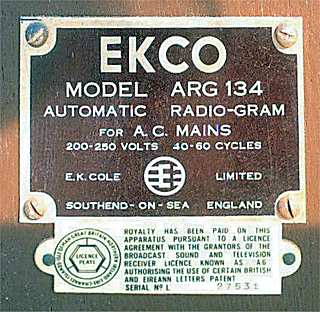 EKCO
MODEL ARG 134
AUTOMATIC RADIO-GRAM
FOR A.C. MAINS
200-250 VOLTS 40-60 CYCLES
E.K. COLE LIMITED
SOUTHEND-ON-SEA ENGLAND
LICENCE
PLATE
ROYALTY HAS BEEN PAID ON THIS
APPARATUS PURSUANT TO A LICENCE
AGREEMENT WITH THE GRANTORS OF THE
BROADCAST SOUND AND TELEVISION
RECEIVER LICENCE KNOWN AS A6
AUTHORISING THE USE OF CERTAIN BRITISH
AND EIREANN LETTERS PATENT
SERIAL No L 27531